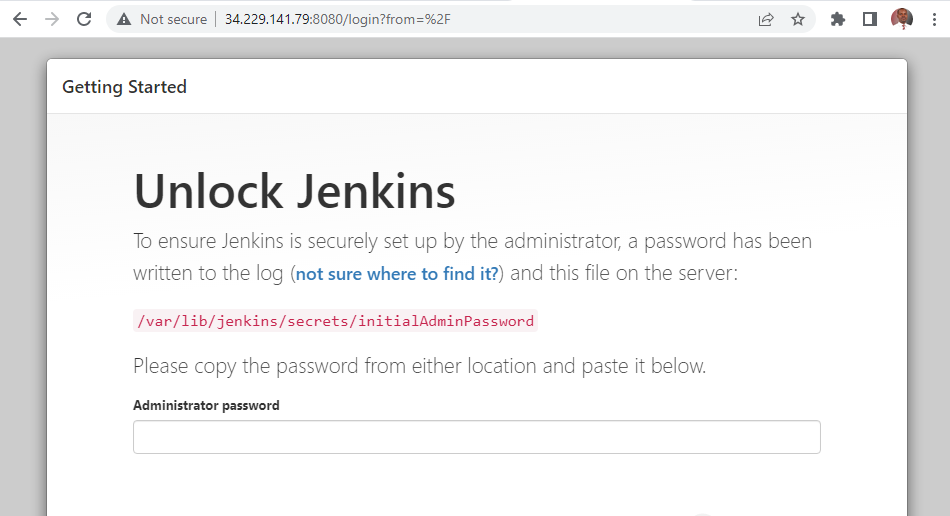 Not secure | 34.229.141.79:8080/login?from=%2F
Getting Started
Unlock Jenkins
To ensure Jenkins is securely set up by the administrator, a password has been
written to the log (not sure where to find it?) and this file on the server:
/var/lib/jenkins/secrets/initialAdminPassword
Please copy the password from either location and paste it below.
Administrator password